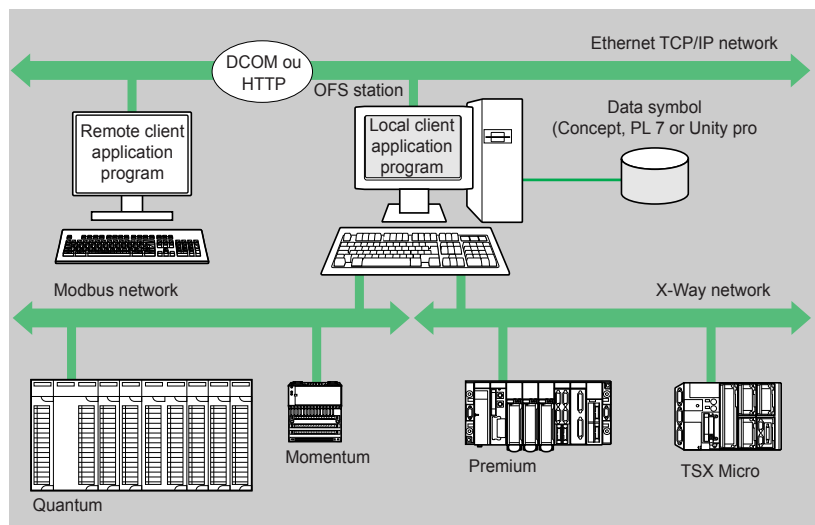 Ethernet TCP/IP network
DCOM ou
HTTP
OFS station
Data symbol
(Concept, PL 7 or Unity pro
Remote client
application
program
Local client
application
program
Modbus network
X-Way network
Momentum
Premium
TSX Micro
Quantum